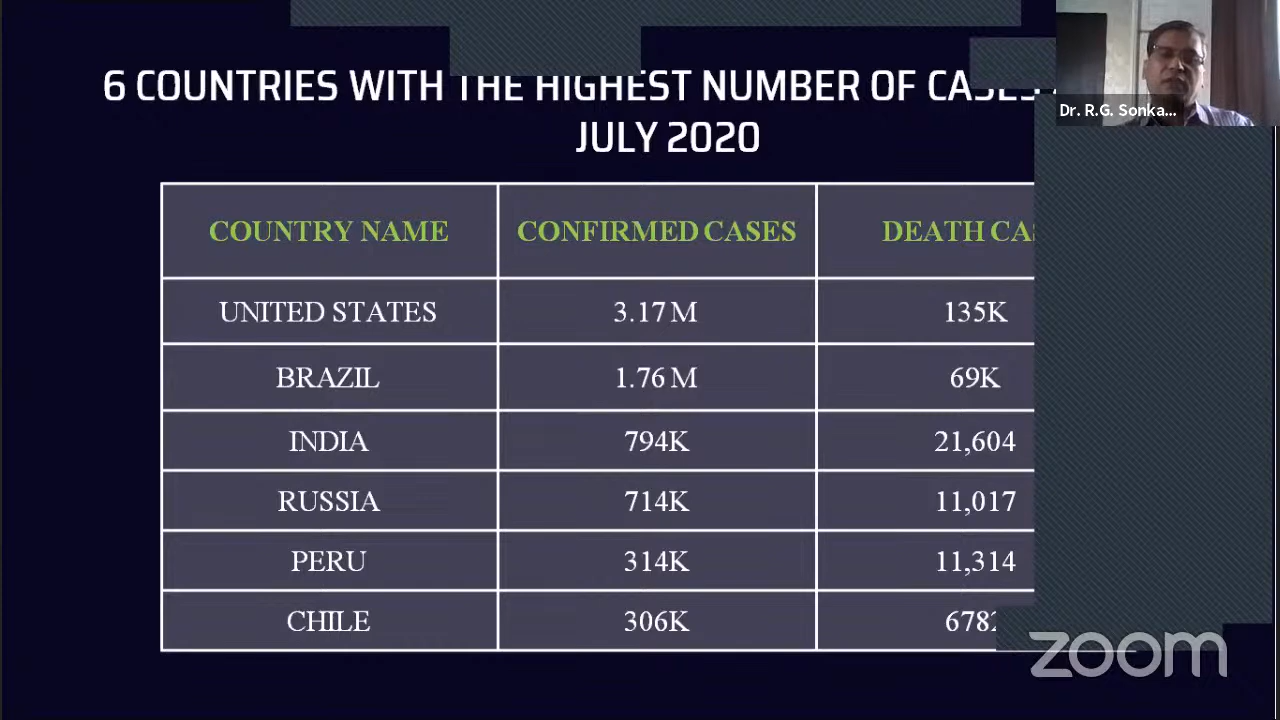 6 COUNTRIES WITH THE HIGHEST NUMBER OF CASES
JULY 2020
Dr. R.G. Sonka...
COUNTRY NAME CONFIRMED CASES DEATH
UNITED STATES 3.17 M 135K
BRAZIL 1.76 M 69K
INDIA 794K 21,604
RUSSIA 714K 11,017
PERU 314K 11,314
CHILE 306K
zoom